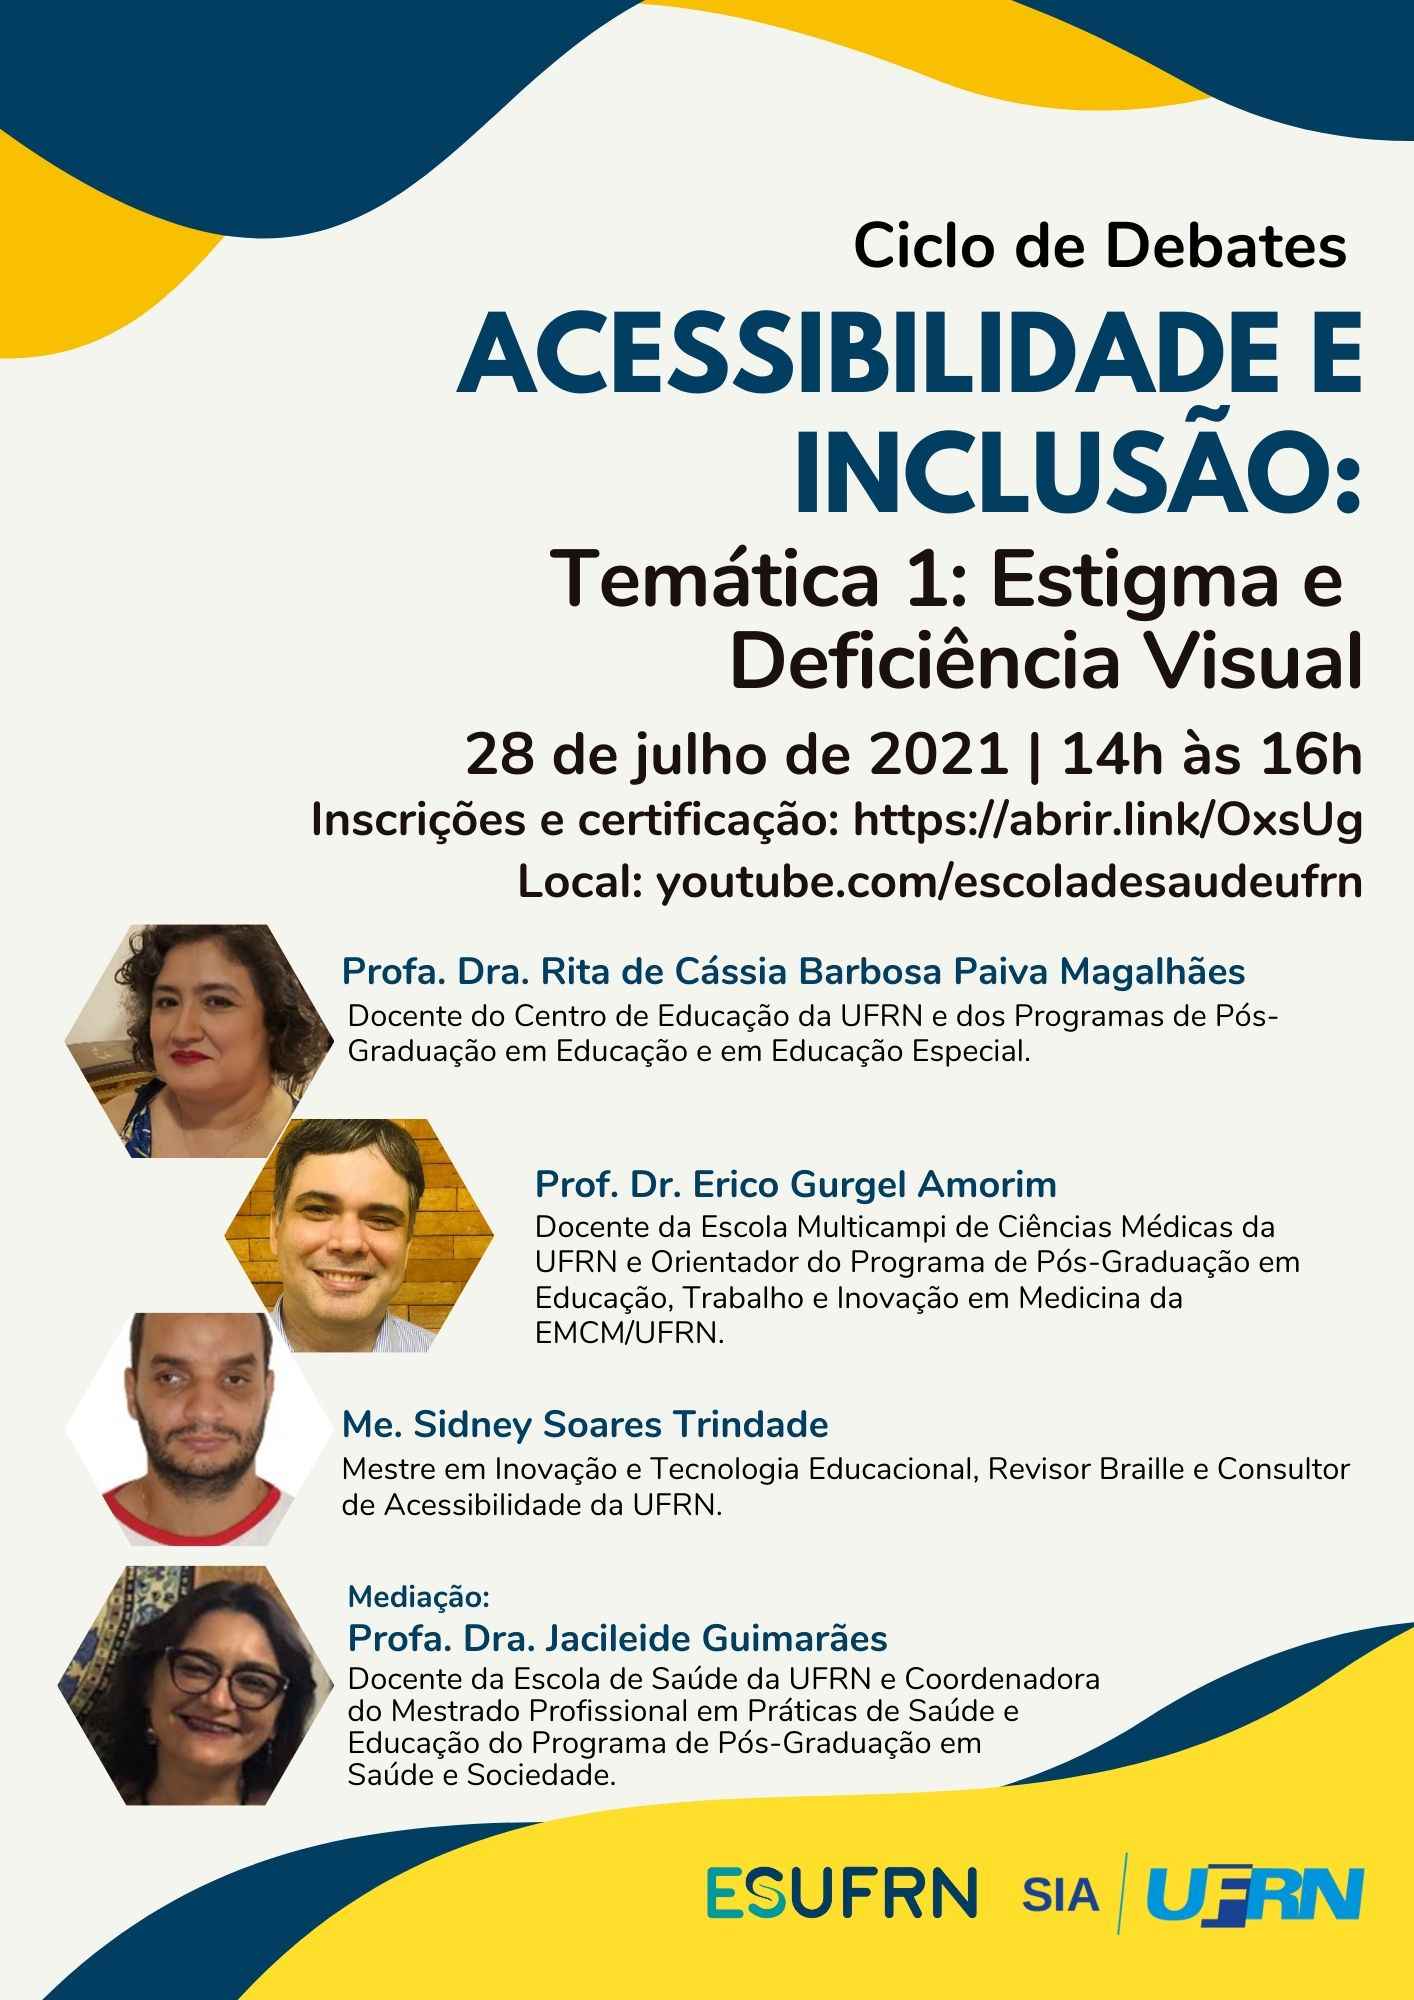 Ciclo de Debates
ACESSIBILIDADE E
INCLUSÃO:
Temática 1: Estigma e
Deficiência Visual
28 de julho de 2021 | 14h às 16h
Inscrições e certificação: https://abrir.link/OxsUg
Local: youtube.com/escoladesaudeufrn
Profa. Dra. Rita de Cássia Barbosa Paiva Magalhães
Docente do Centro de Educação da UFRN e dos Programas de Pós-
Graduação em Educação e em Educação Especial.
Prof. Dr. Erico Gurgel Amorim
Docente da Escola Multicampi de Ciências Médicas da
UFRN e Orientador do Programa de Pós-Graduação em
Educação, Trabalho e Inovação em Medicina da
EMCM/UFRN.
Me. Sidney Soares Trindade
Mestre em Inovação e Tecnologia Educacional, Revisor Braille e Consultor
de Acessibilidade da UFRN.
Mediação:
Profa. Dra. Jacileide Guimarães
Docente da Escola de Saúde da UFRN e Coordenadora
do Mestrado Profissional em Práticas de Saúde e
Educação do Programa de Pós-Graduação em
Saúde e Sociedade.
ESUFRN SIA UFRN